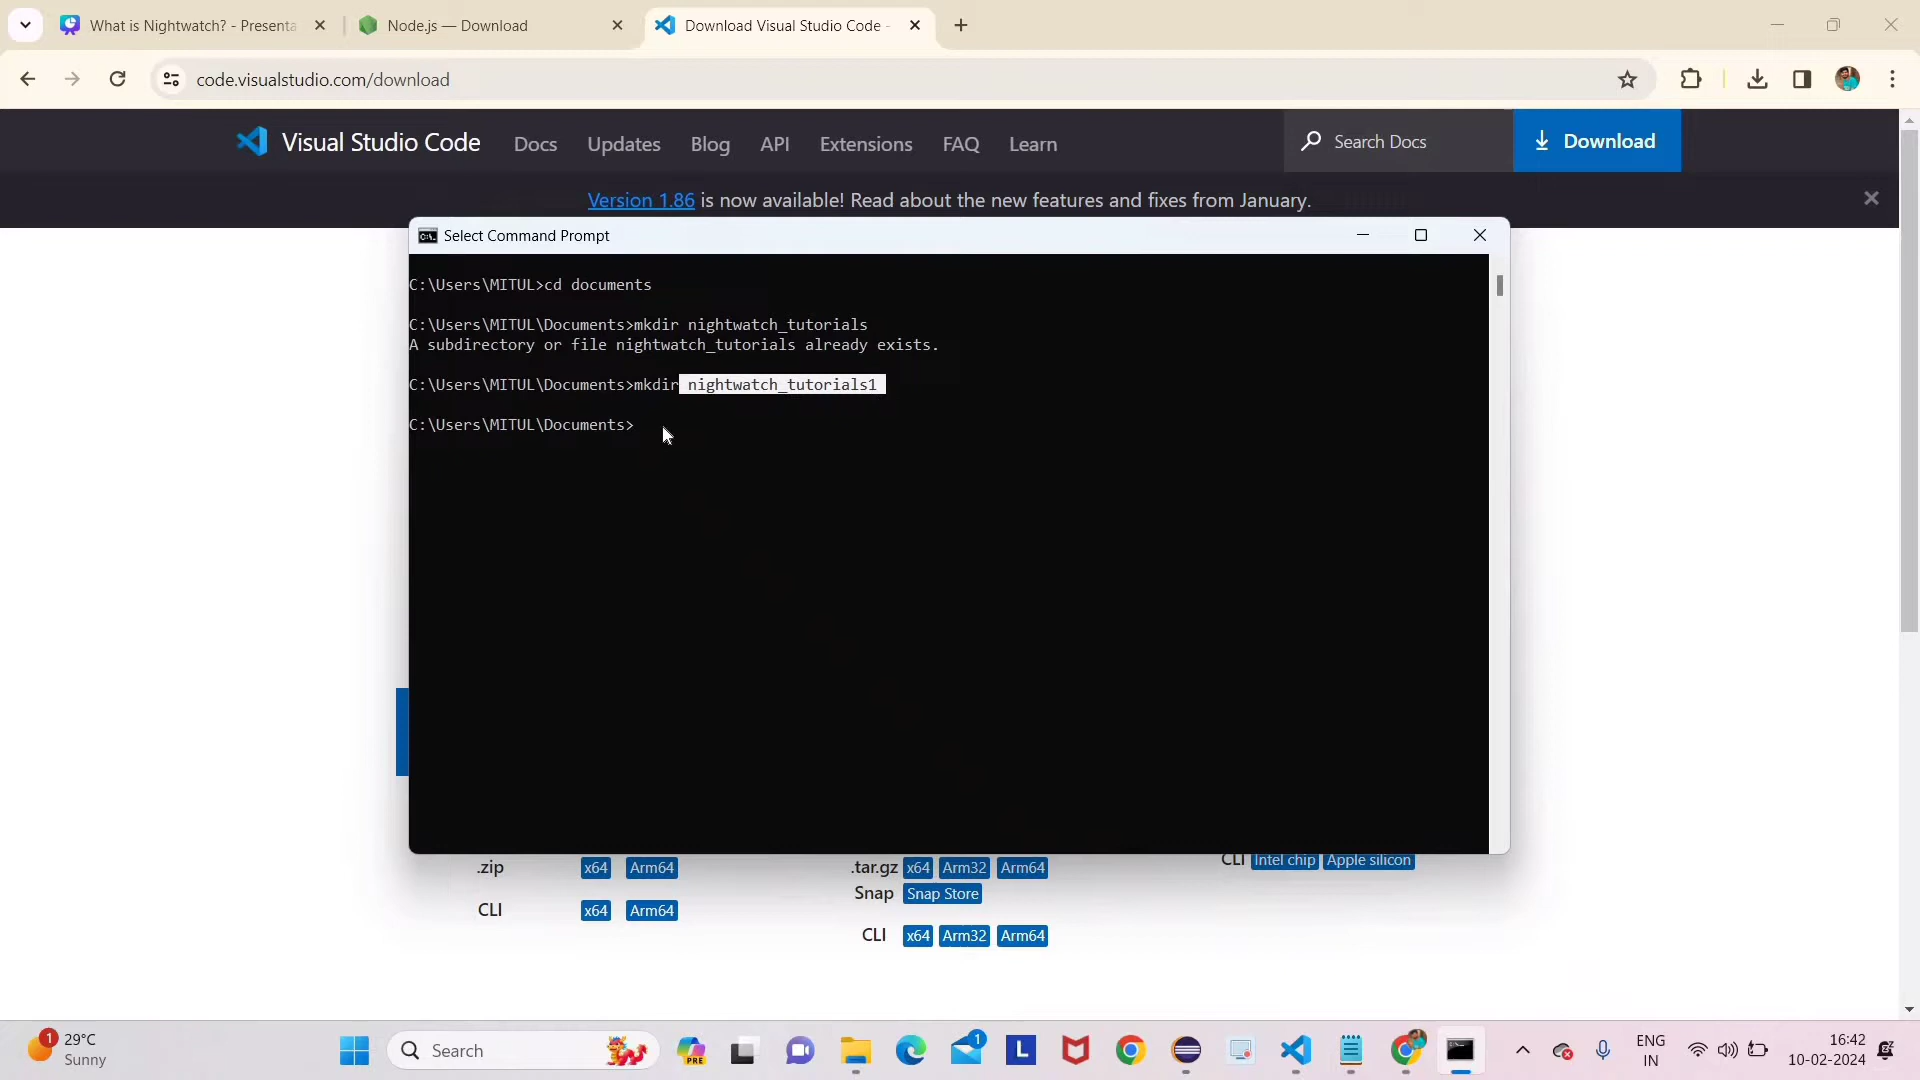 What is Nightwatch? - Presenta
Node.js — Download
Download Visual Studio Code -
code.visualstudio.com/download
Visual Studio Code
Docs
Updates
Blog
API
Extensions
FAQ
Learn
Search Docs
Download
Version 1.86 is now available! Read about the new features and fixes from January.
Select Command Prompt
C:\Users\MITUL>cd documents
C:\Users\MITUL\Documents>mkdir nightwatch_tutorials
A subdirectory or file nightwatch_tutorials already exists.
C:\Users\MITUL\Documents>mkdir nightwatch_tutorials1
C:\Users\MITUL\Documents>
.zip x64 Arm64
CLI x64 Arm64
.tar.gz x64 Arm32 Arm64
Snap Snap Store
CLI x64 Arm32 Arm64
CLI Intel chip Apple silicon
1
29°C
Sunny
Search
PRE
1
L
ENG
IN
16:42
10-02-2024